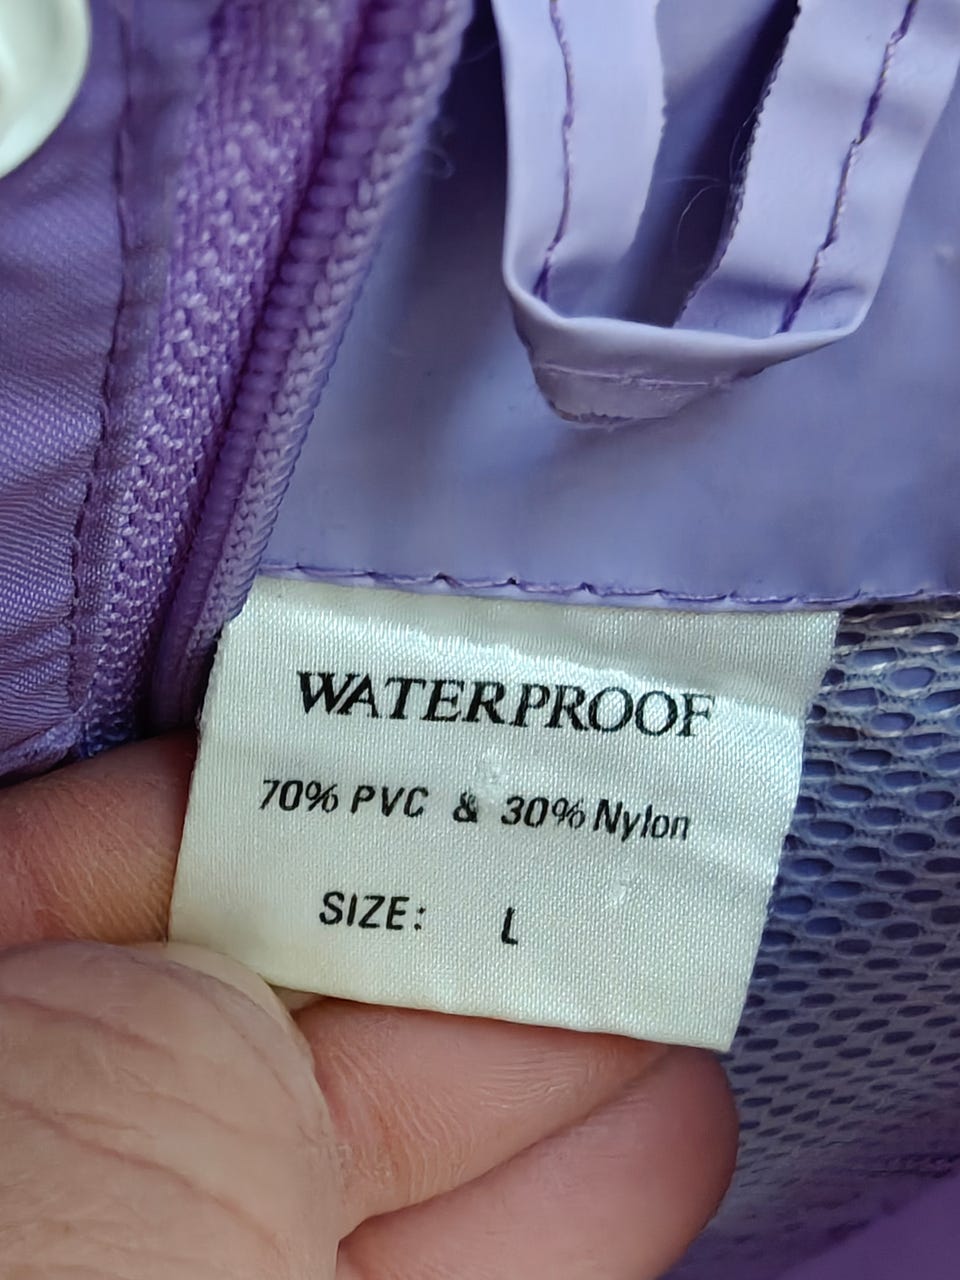 WATERPROOF
70% PVC & 30% Nylon
SIZE: L